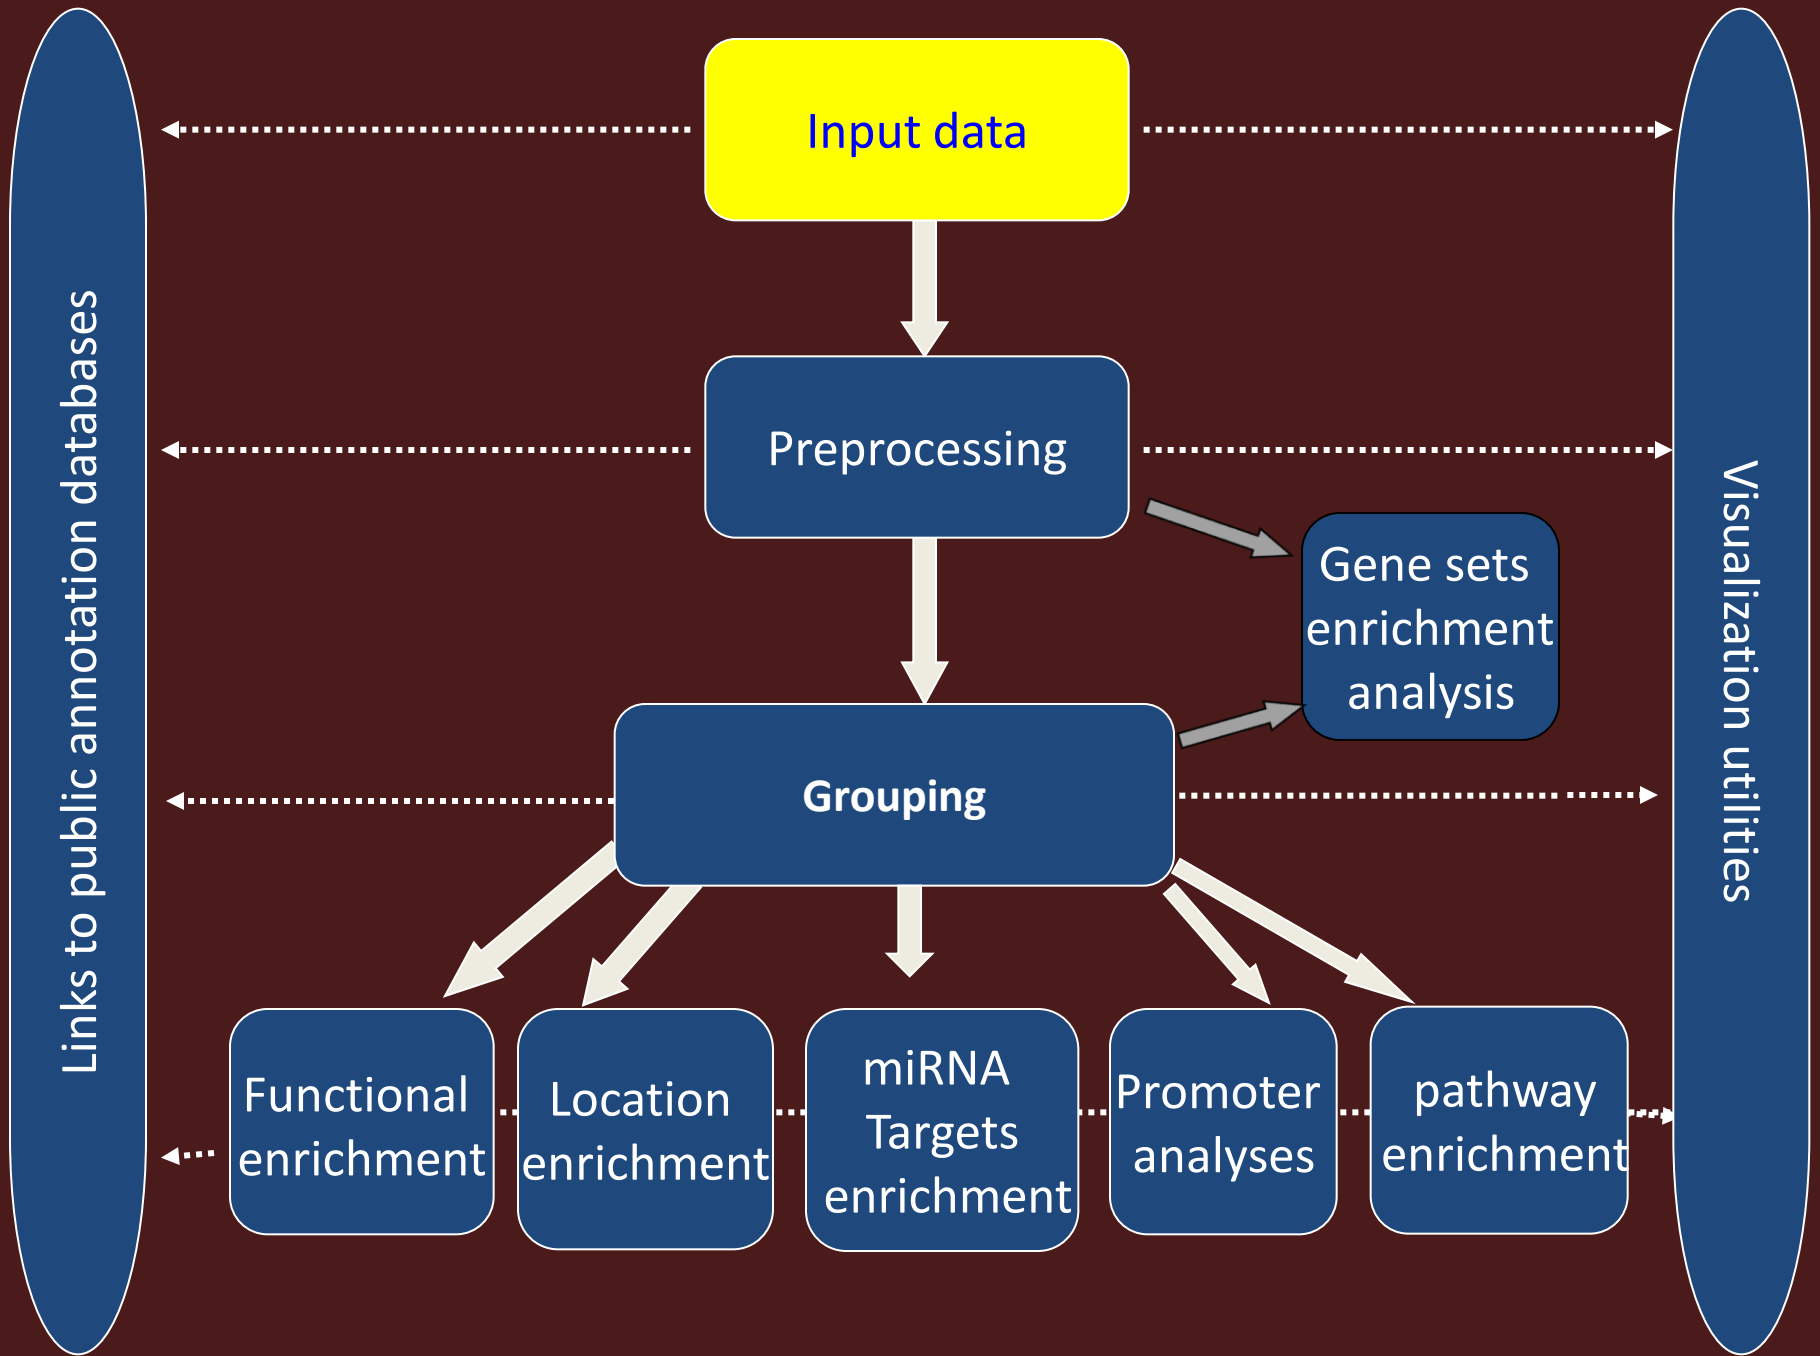 Input data
Links to public annotation databases
Preprocessing
Visualization utilities
Gene sets
enrichment
analysis
Grouping
Functional
enrichment
Location
enrichment
miRNA
Targets
enrichment
Promoter
analyses
pathway
enrichment